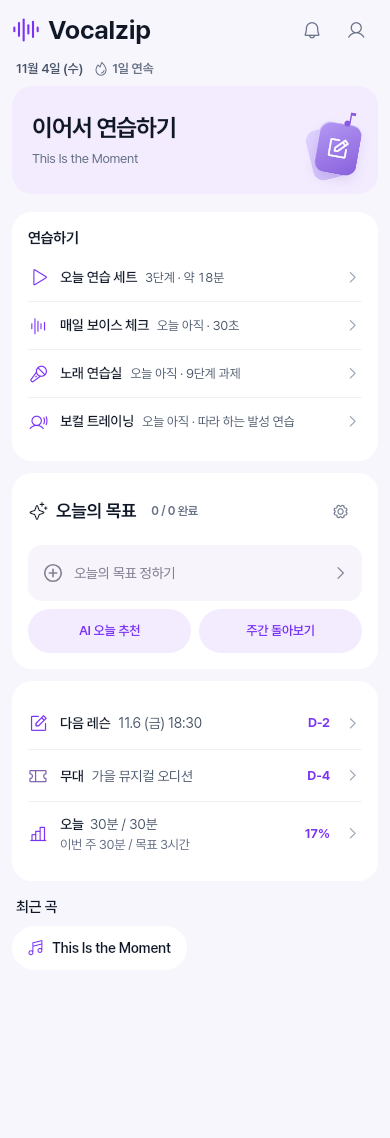 Vocalzip
11월 4일 (수) 1일 연속
이어서 연습하기
This Is the Moment
연습하기
오늘 연습 세트 3단계 · 약 18분
매일 보이스 체크 오늘 아직 · 30초
노래 연습실 오늘 아직 · 9단계 과제
보컬 트레이닝 오늘 아직 · 따라 하는 발성 연습
오늘의 목표 0 / 0 완료
오늘의 목표 정하기
AI 오늘 추천 주간 돌아보기
다음 레슨 11.6 (금) 18:30 D-2
무대 가을 뮤지컬 오디션 D-4
오늘 30분 / 30분 17%
이번 주 30분 / 목표 3시간
최근 곡
This Is the Moment